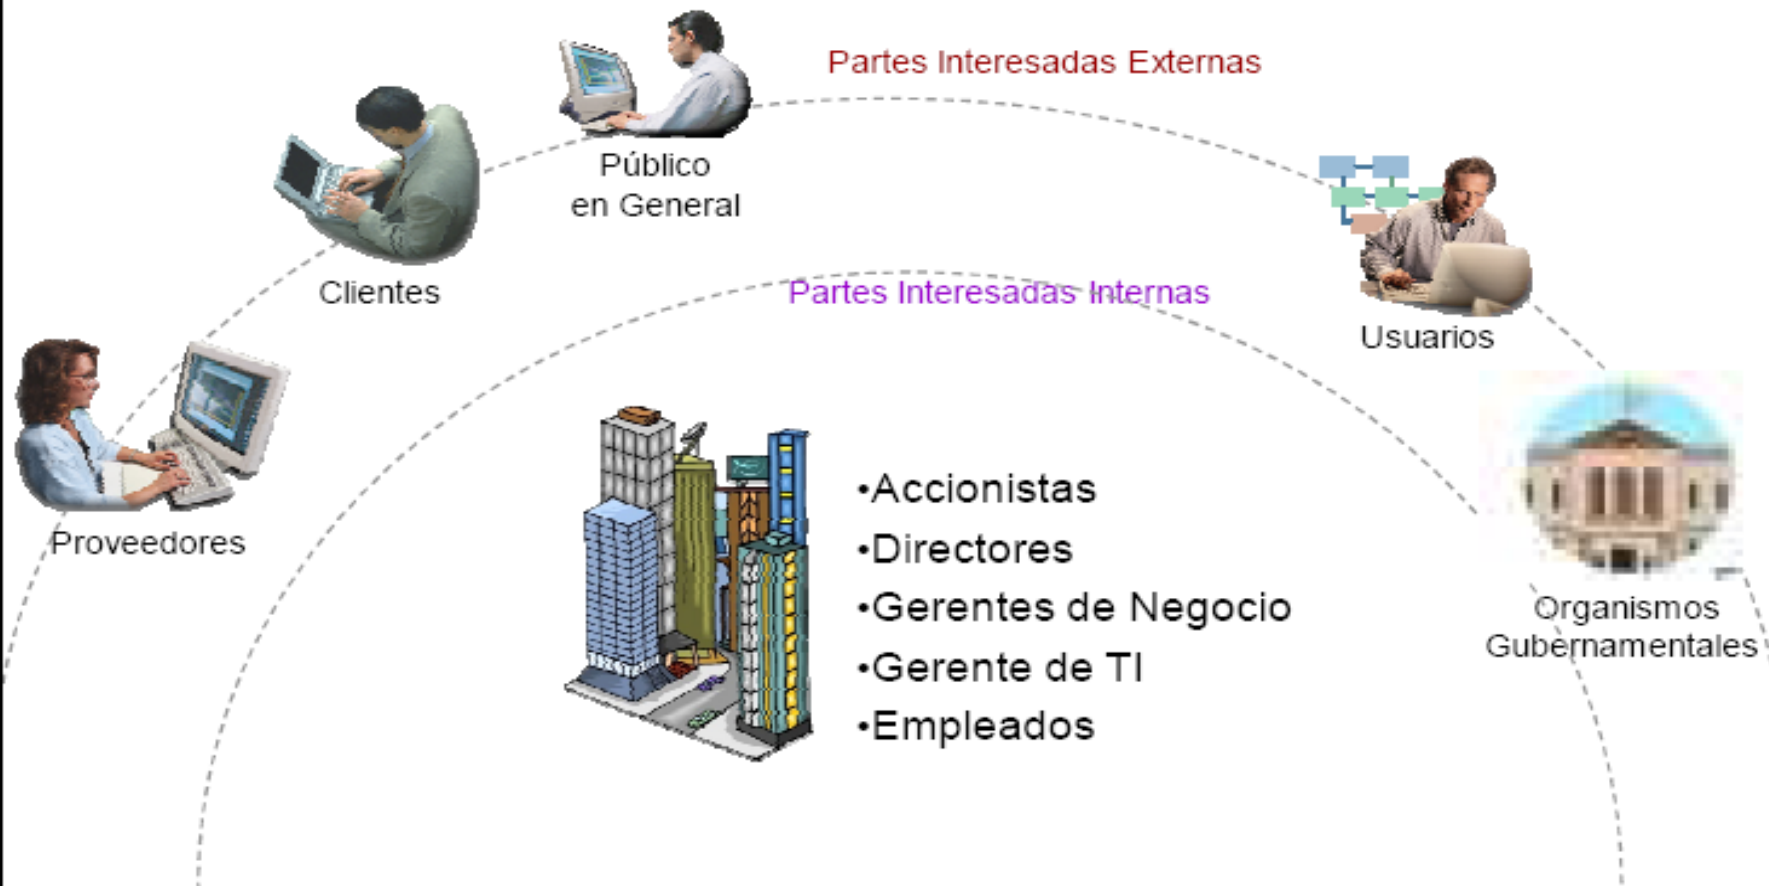 Partes Interesadas Externas
Público
en General
Clientes
Partes Interesadas Internas
Usuarios
Proveedores
•Accionistas
•Directores
•Gerentes de Negocio
•Gerente de TI
•Empleados
Organismos
Gubernamentales